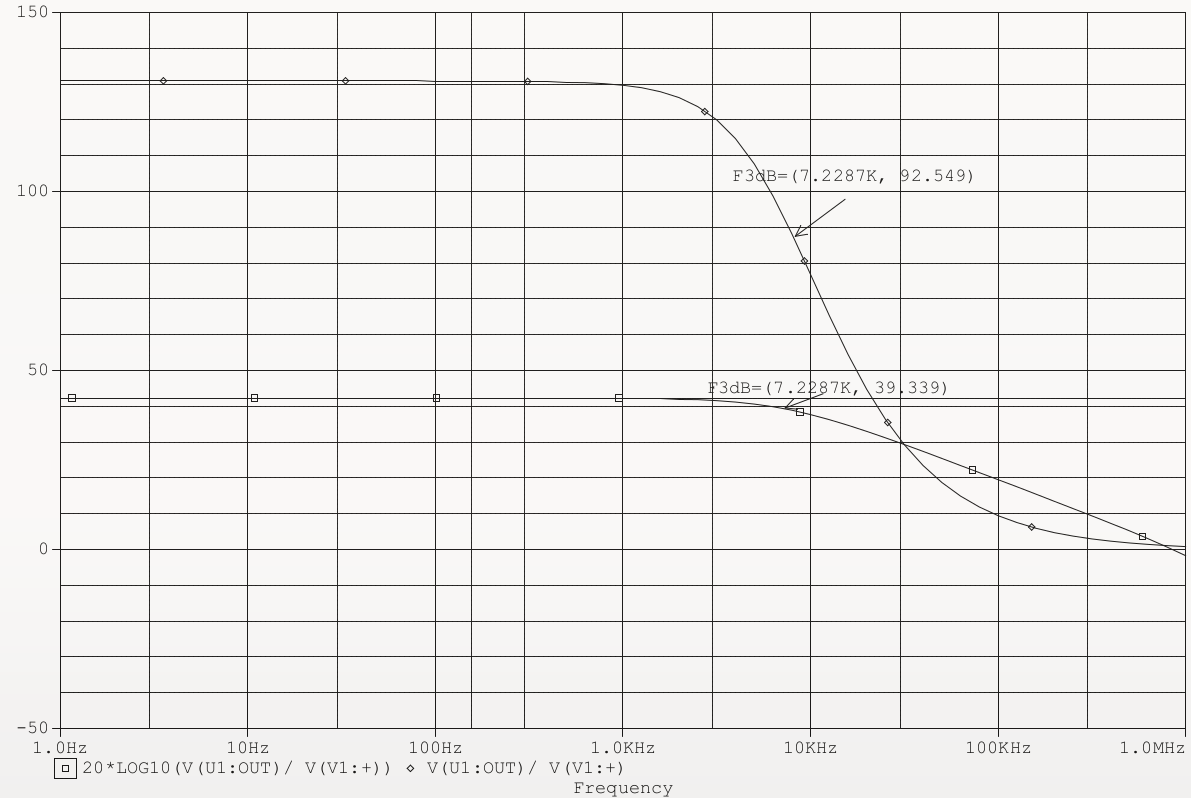 150
F3dB=(7.2287K, 92.549)
100
50
F3dB=(7.2287K, 39.339)
0
-50
1.0Hz 10Hz 100Hz 1.0KHz 10KHz 100KHz 1.0MHz
20*LOG10(V(U1:OUT)/ V(V1:+)) V(U1:OUT)/ V(V1:+)
Frequency